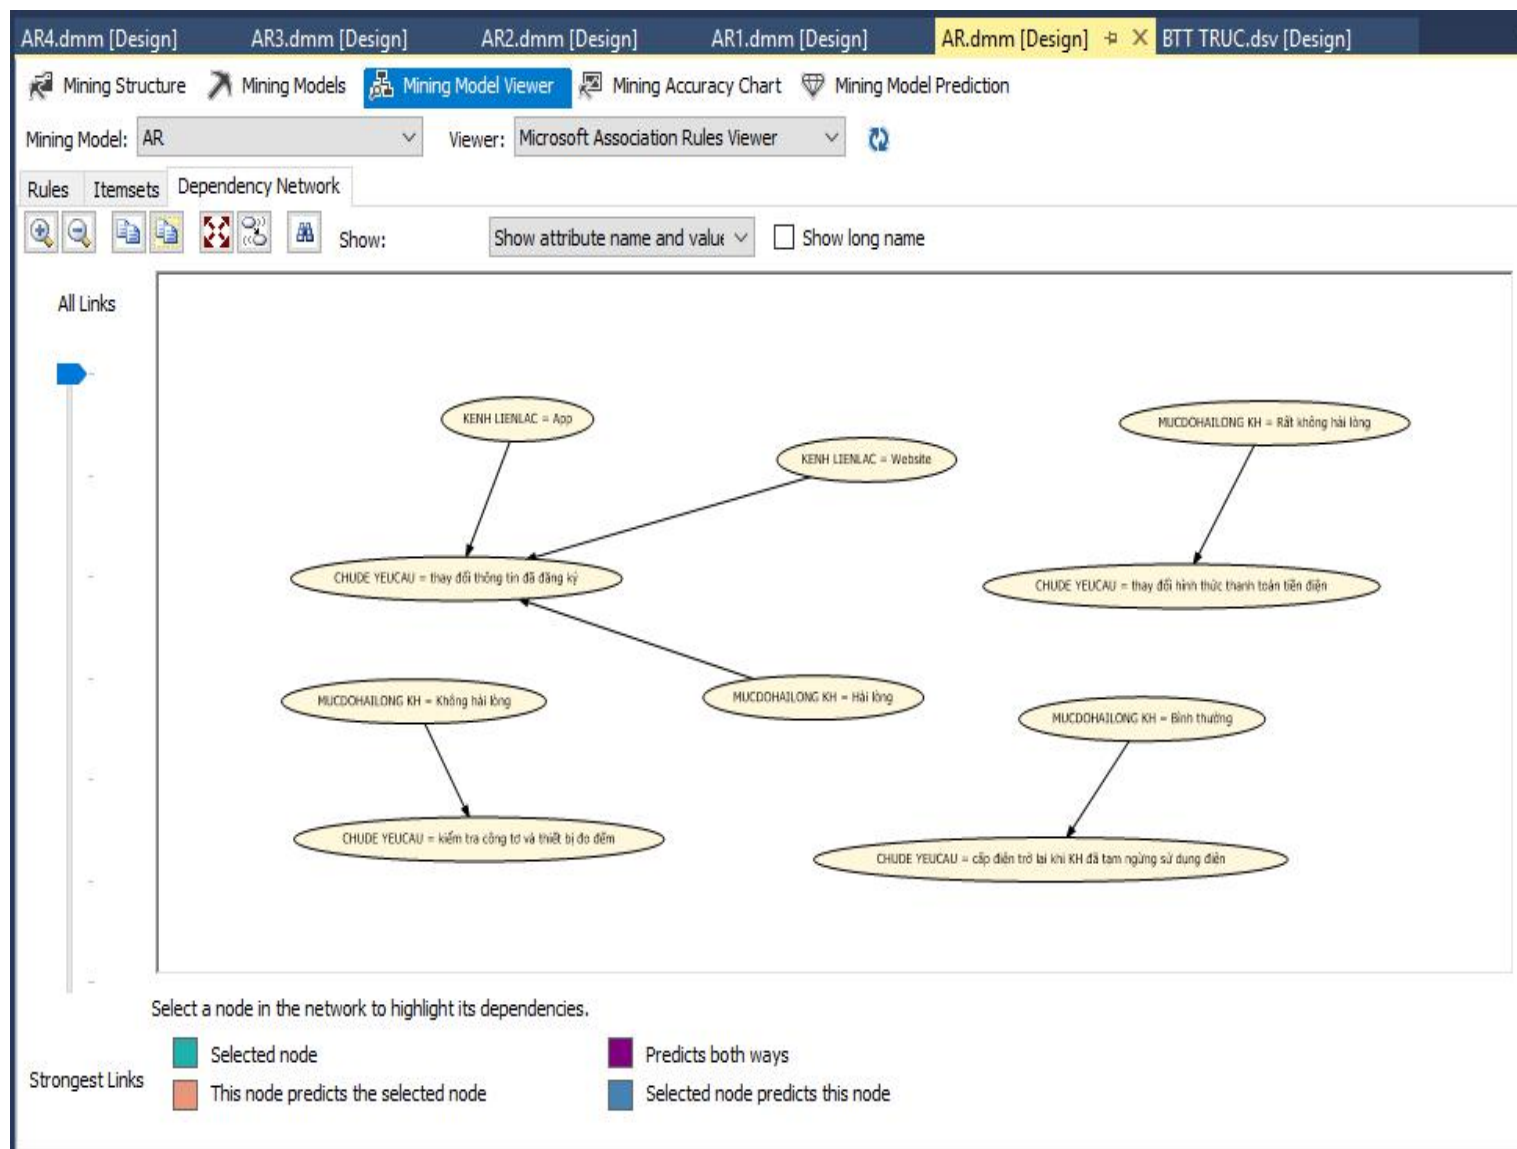 AR4.dmm [Design] AR3.dmm [Design] AR2.dmm [Design] AR1.dmm [Design] AR.dmm [Design] BTT TRUC.dsv [Design]
Mining Structure Mining Models Mining Model Viewer Mining Accuracy Chart Mining Model Prediction
Mining Model: AR Viewer: Microsoft Association Rules Viewer
Rules Itemsets Dependency Network
Show: Show attribute name and value Show long name
All Links
KENH LIENLAC = App
MUCDOHAILONG KH = Rất không hài lòng
KENH LIENLAC = Website
CHUDE YEUCAU = thay đổi thông tin đã đăng ký
CHUDE YEUCAU = thay đổi hình thức thanh toán tiền điện
MUCDOHAILONG KH = Không hài lòng
MUCDOHAILONG KH = Hài lòng
MUCDOHAILONG KH = Bình thường
CHUDE YEUCAU = kiểm tra công tơ và thiết bị đo đếm
CHUDE YEUCAU = cấp điện trở lại khi KH đã tạm ngừng sử dụng điện
Select a node in the network to highlight its dependencies.
Selected node Predicts both ways
Strongest Links
This node predicts the selected node Selected node predicts this node